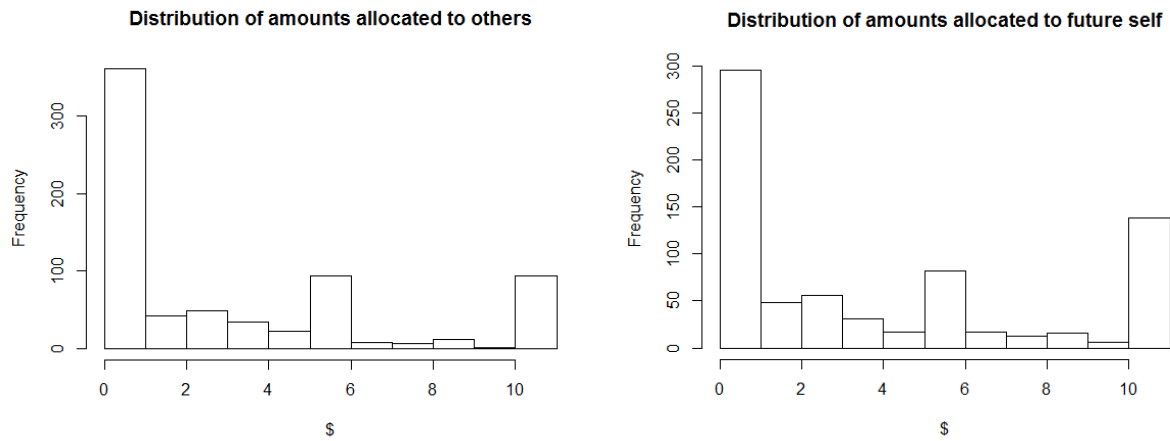 Distribution of amounts allocated to others
Frequency
0 100 200 300
0 2 4 6 8 10
$
Distribution of amounts allocated to future self
Frequency
0 50 100 150 200 250 300
0 2 4 6 8 10
$